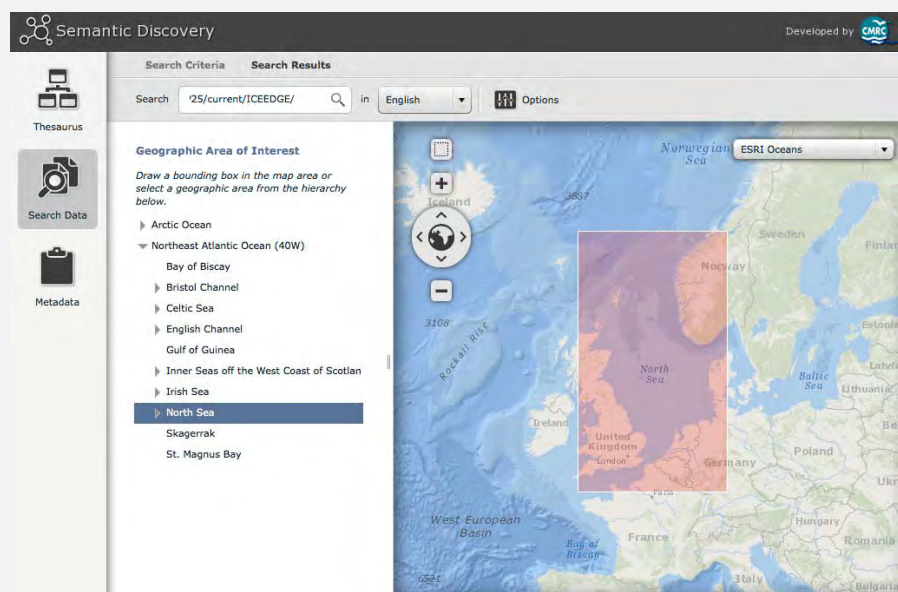 Semantic Discovery
Developed by CMRC
Search Criteria Search Results
Search '25/current/ICEEDGE/ in English Options
Thesaurus
Search Data
Metadata
Geographic Area of Interest
Draw a bounding box in the map area or
select a geographic area from the hierarchy
below.
Arctic Ocean
Northeast Atlantic Ocean (40W)
Bay of Biscay
Bristol Channel
Celtic Sea
English Channel
Gulf of Guinea
Inner Seas off the West Coast of Scotlan
Irish Sea
North Sea
Skagerrak
St. Magnus Bay
ESRI Oceans
Norwegian
Sea
Iceland
3887
Sweden
Finlar
Norway
3108
Rockall Rise
Estonia
North
Sea
Baltic
Sea
Latvi
Lithuania
Ireland
United
Kingdom
London
Be
Germany
Poland
Ukr
Paris
West European
Basin
France
Bay of
Biscay
Hungary
Romania
6521
Italy
Bulgaria